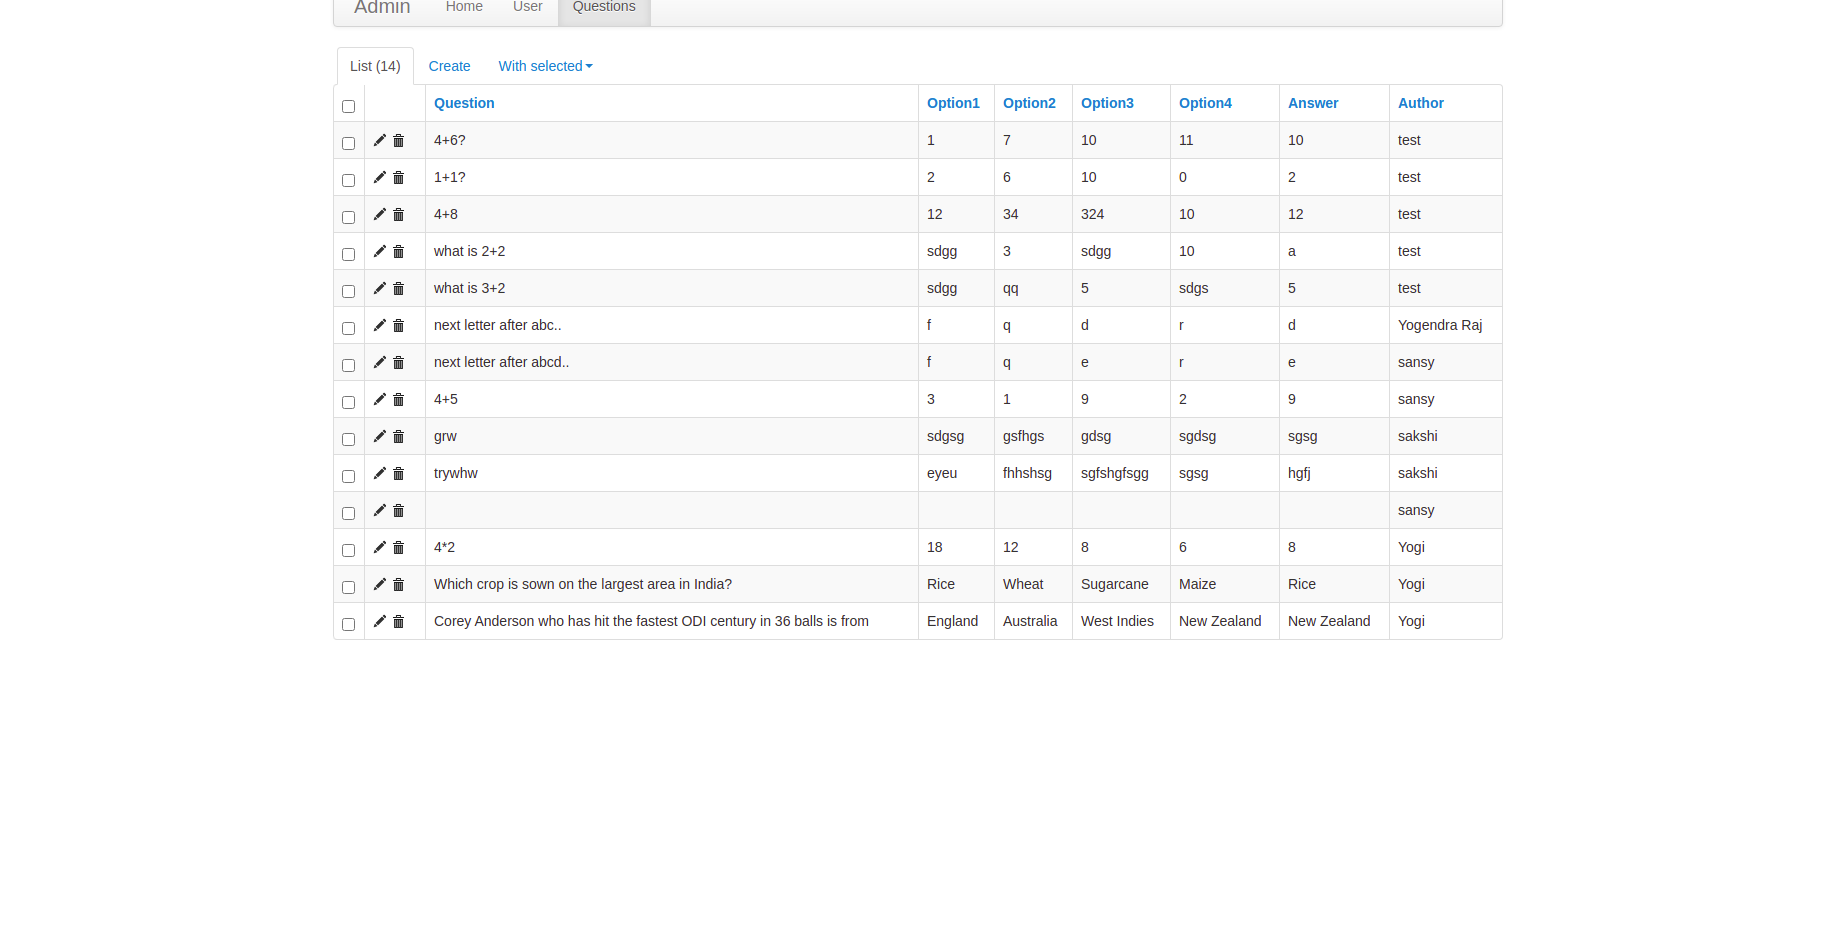 Admin Home User Questions
List (14) Create With selected
Question Option1 Option2 Option3 Option4 Answer Author
4+6? 1 7 10 11 10 test
1+1? 2 6 10 0 2 test
4+8 12 34 324 10 12 test
what is 2+2 sdgg 3 sdgg 10 a test
what is 3+2 sdgg qq 5 sdgs 5 test
next letter after abc.. f q d r d Yogendra Raj
next letter after abcd.. f q e r e sansy
4+5 3 1 9 2 9 sansy
grw sdgsg gsfhgs gdsg sgdsg sgsg sakshi
trywhw eyeu fhhshsg sgfshgfsgg sgsg hgfj sakshi
sansy
4*2 18 12 8 6 8 Yogi
Which crop is sown on the largest area in India? Rice Wheat Sugarcane Maize Rice Yogi
Corey Anderson who has hit the fastest ODI century in 36 balls is from England Australia West Indies New Zealand New Zealand Yogi